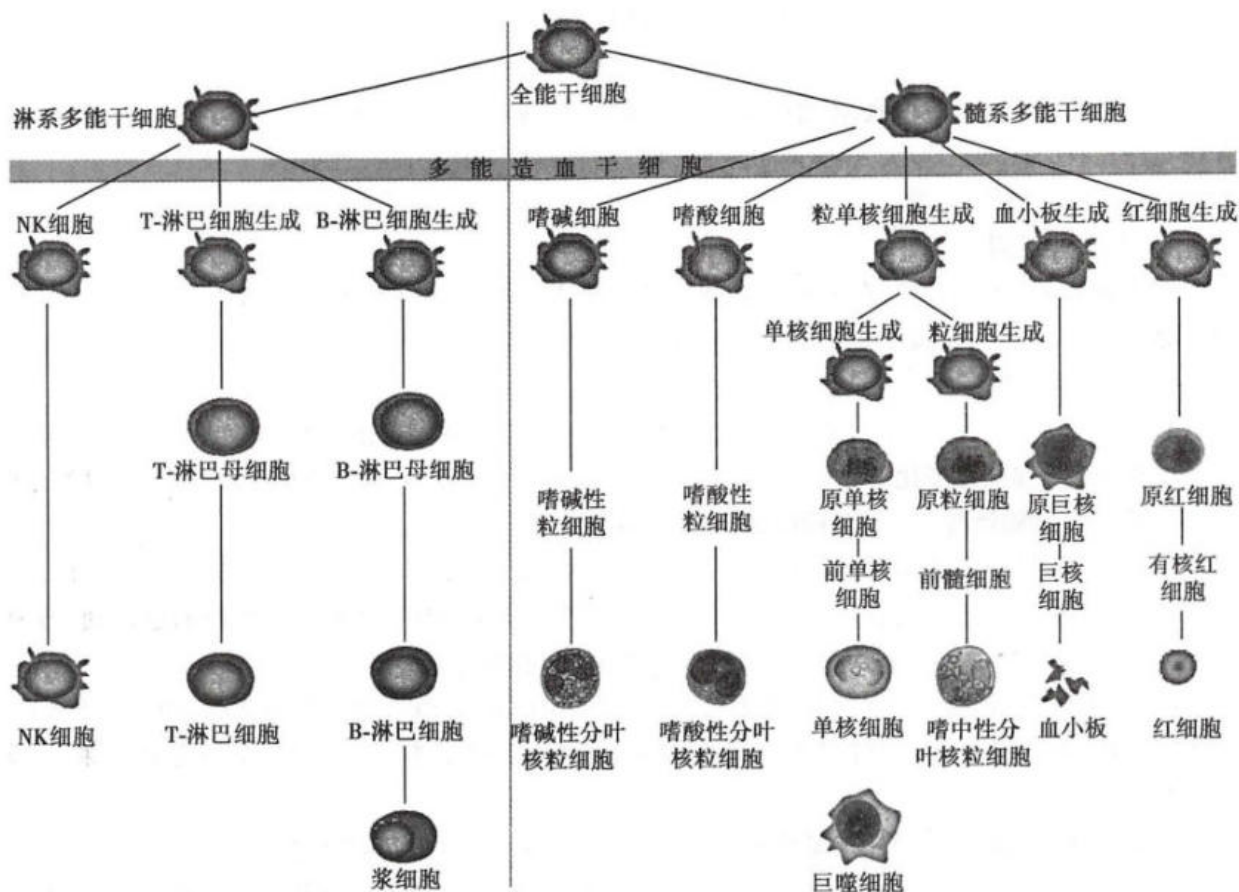 全能干细胞
淋系多能干细胞
髓系多能干细胞
多能造血干细胞
NK细胞
T-淋巴细胞生成
B-淋巴细胞生成
嗜碱细胞
嗜酸细胞
粒单核细胞生成
血小板生成
红细胞生成
单核细胞生成
粒细胞生成
T-淋巴母细胞
B-淋巴母细胞
嗜碱性
粒细胞
嗜酸性
粒细胞
原单核
细胞
原粒细胞
原巨核
细胞
原红细胞
前单核
细胞
前髓细胞
巨核
细胞
有核红
细胞
NK细胞
T-淋巴细胞
B-淋巴细胞
嗜碱性分叶
核粒细胞
嗜酸性分叶
核粒细胞
单核细胞
嗜中性分
叶核粒细胞
血小板
红细胞
浆细胞
巨噬细胞